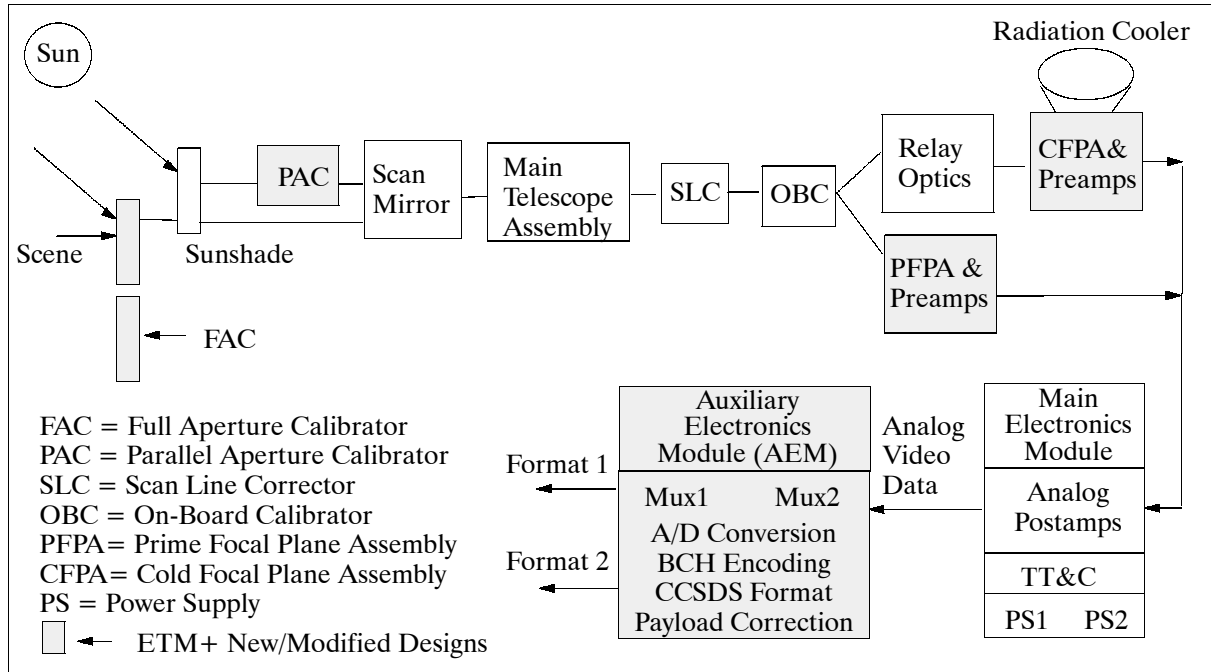 Sun
Radiation Cooler
PAC
Scan
Mirror
Main
Telescope
Assembly
SLC
OBC
Relay
Optics
CFPA&
Preamps
Scene
Sunshade
PFPA &
Preamps
FAC
FAC = Full Aperture Calibrator
PAC = Parallel Aperture Calibrator
SLC = Scan Line Corrector
OBC = On-Board Calibrator
PFPA= Prime Focal Plane Assembly
CFPA= Cold Focal Plane Assembly
PS = Power Supply
ETM+ New/Modified Designs
Format 1
Format 2
Auxiliary
Electronics
Module (AEM)
Mux1 Mux2
A/D Conversion
BCH Encoding
CCSDS Format
Payload Correction
Analog
Video
Data
Main
Electronics
Module
Analog
Postamps
TT&C
PS1 PS2